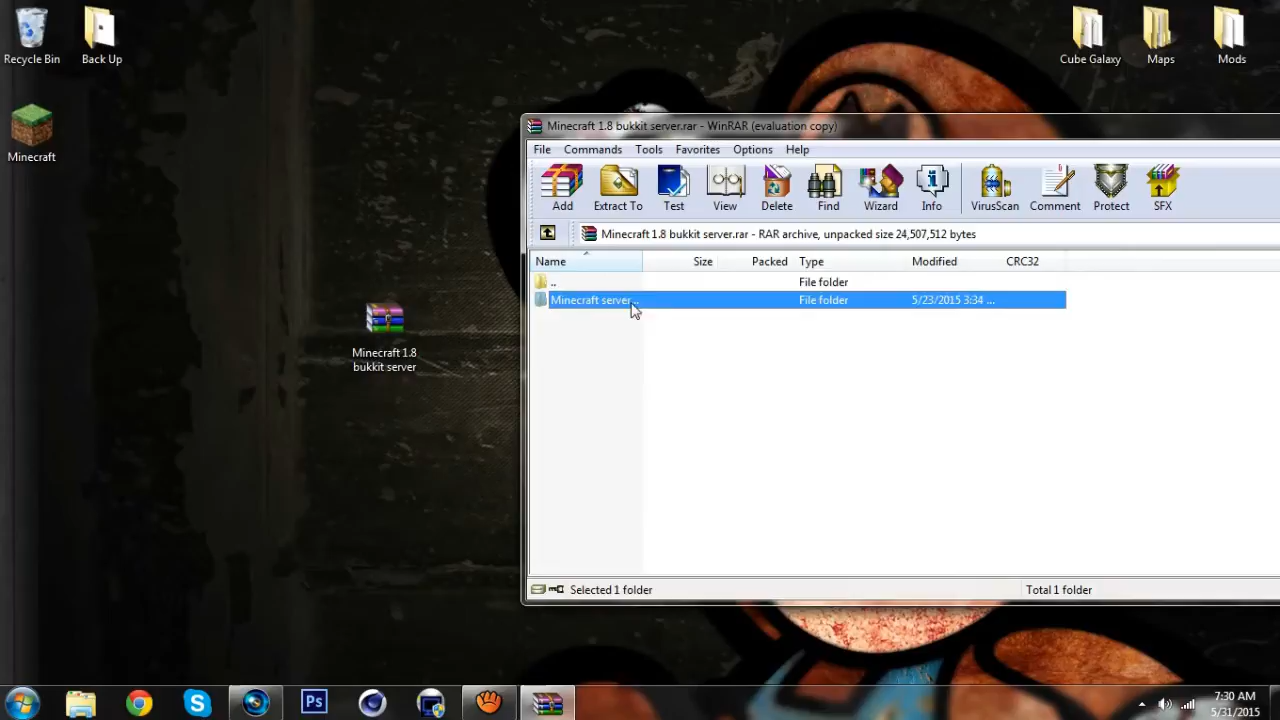 Recycle Bin
Back Up
Minecraft
Cube Galaxy
Maps
Mods
Minecraft 1.8
bukkit server
Minecraft 1.8 bukkit server.rar - WinRAR (evaluation copy)
File Commands Tools Favorites Options Help
Add Extract To Test View Delete Find Wizard Info VirusScan Comment Protect SFX
Minecraft 1.8 bukkit server.rar - RAR archive, unpacked size 24,507,512 bytes
Name Size Packed Type Modified CRC32
.. File folder
Minecraft server... File folder 5/23/2015 3:34 ...
Selected 1 folder
Total 1 folder
Ps
7:30 AM
5/31/2015